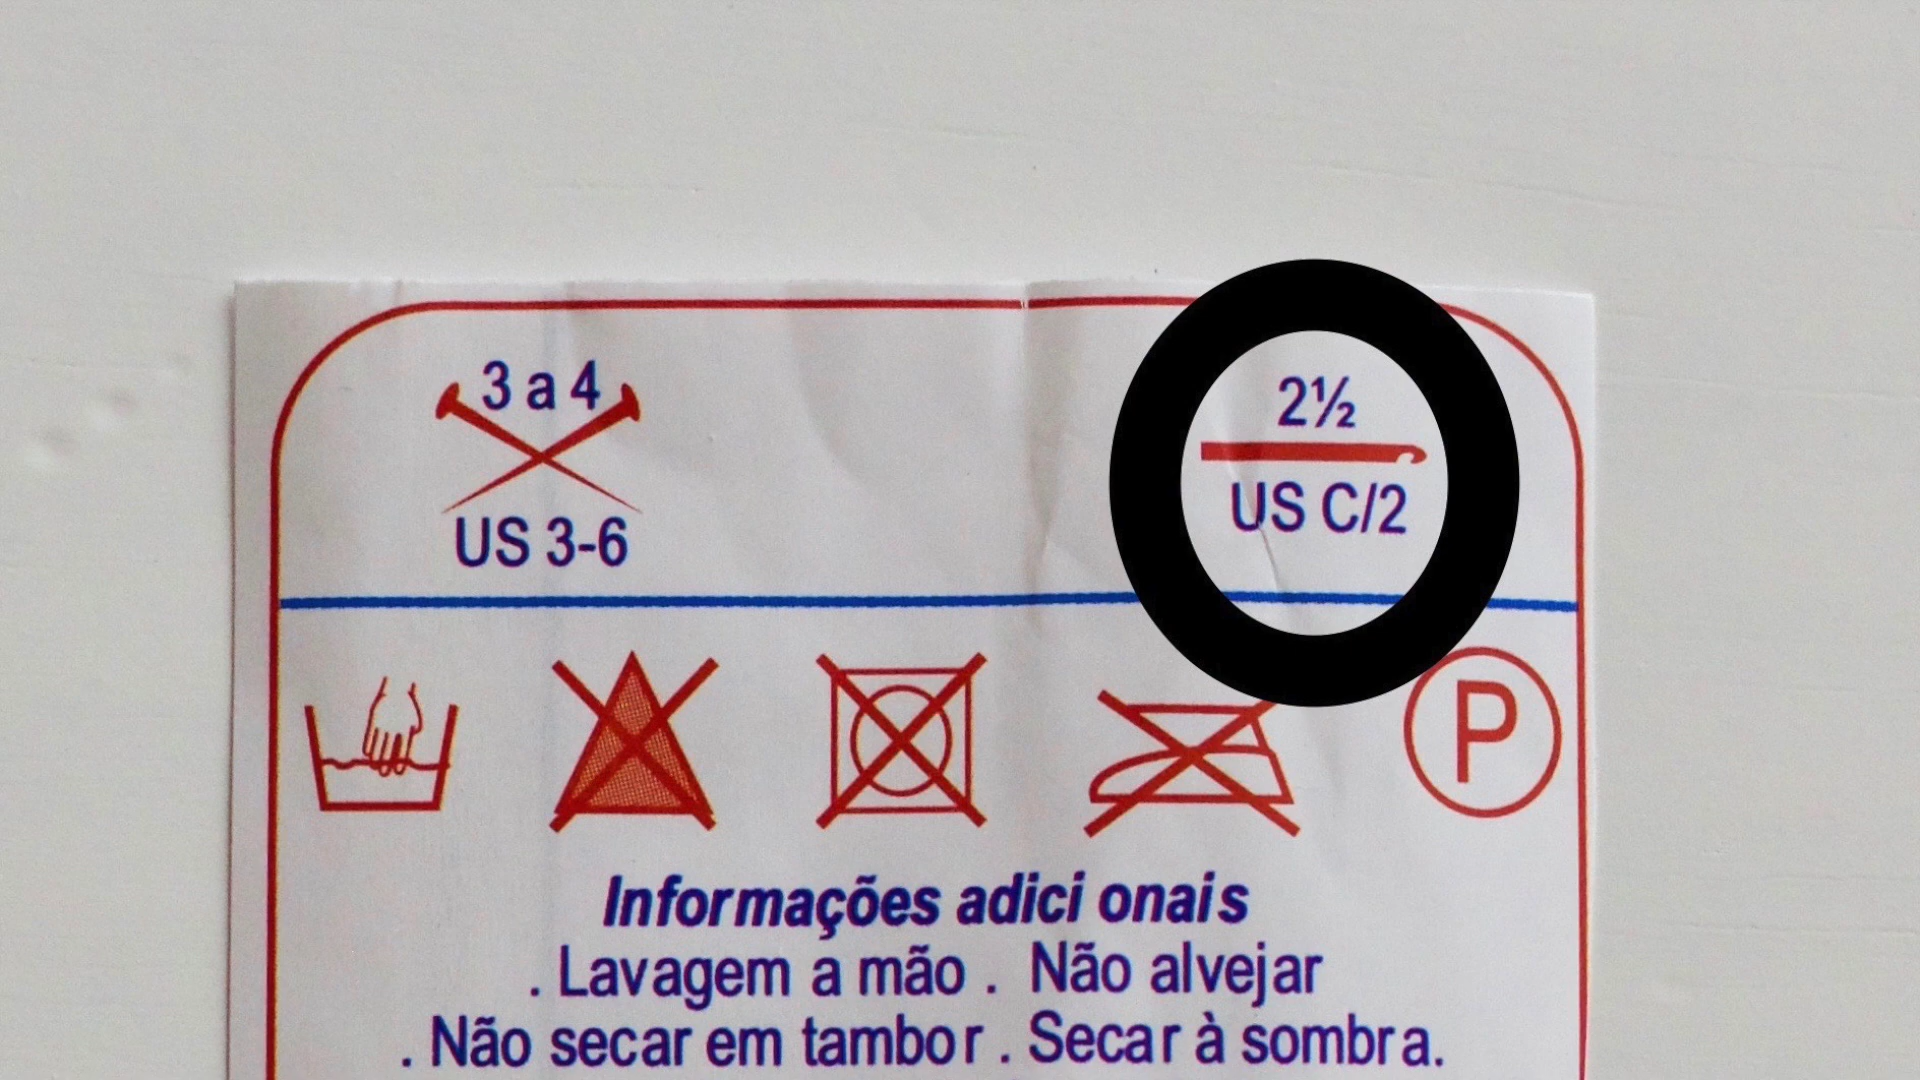 3 a 4
US 3-6
2½
US C/2
P
Informações adici onais
. Lavagem a mão . Não alvejar
. Não secar em tambor . Secar à sombra.